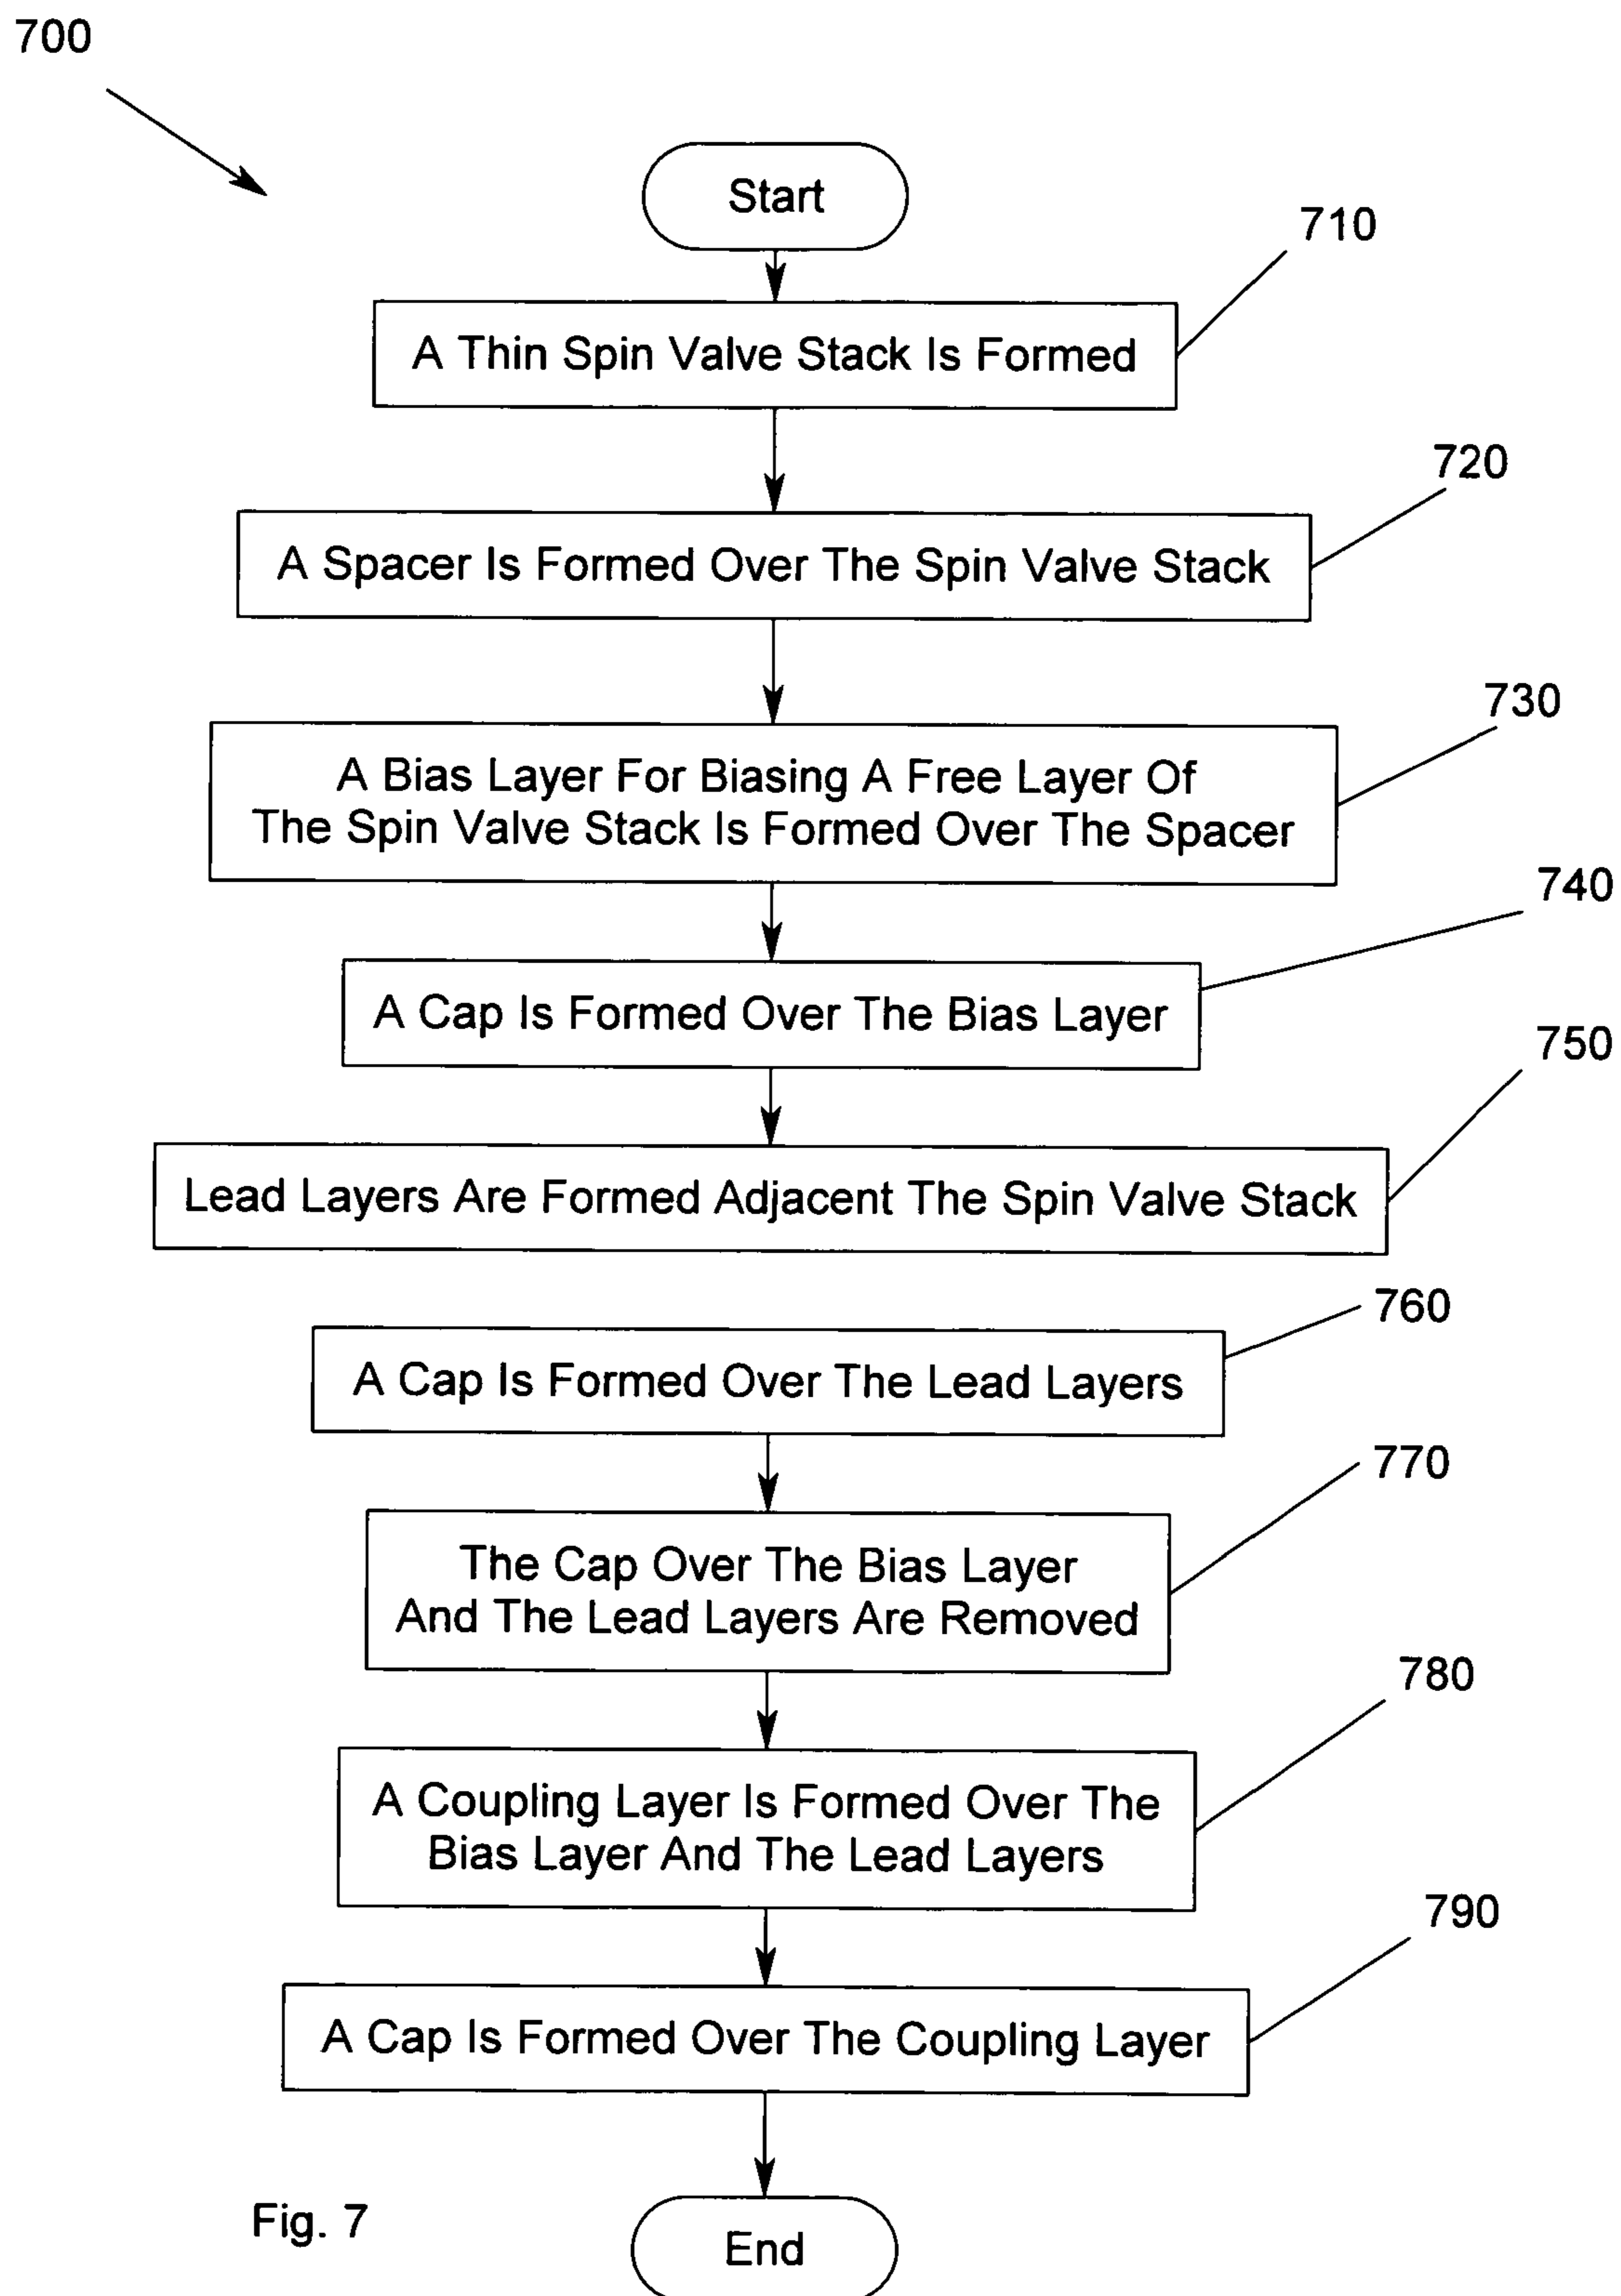 700
Start
710
A Thin Spin Valve Stack Is Formed
720
A Spacer Is Formed Over The Spin Valve Stack
730
A Bias Layer For Biasing A Free Layer Of
The Spin Valve Stack Is Formed Over The Spacer
740
A Cap Is Formed Over The Bias Layer
750
Lead Layers Are Formed Adjacent The Spin Valve Stack
760
A Cap Is Formed Over The Lead Layers
770
The Cap Over The Bias Layer
And The Lead Layers Are Removed
780
A Coupling Layer Is Formed Over The
Bias Layer And The Lead Layers
790
A Cap Is Formed Over The Coupling Layer
Fig. 7
End